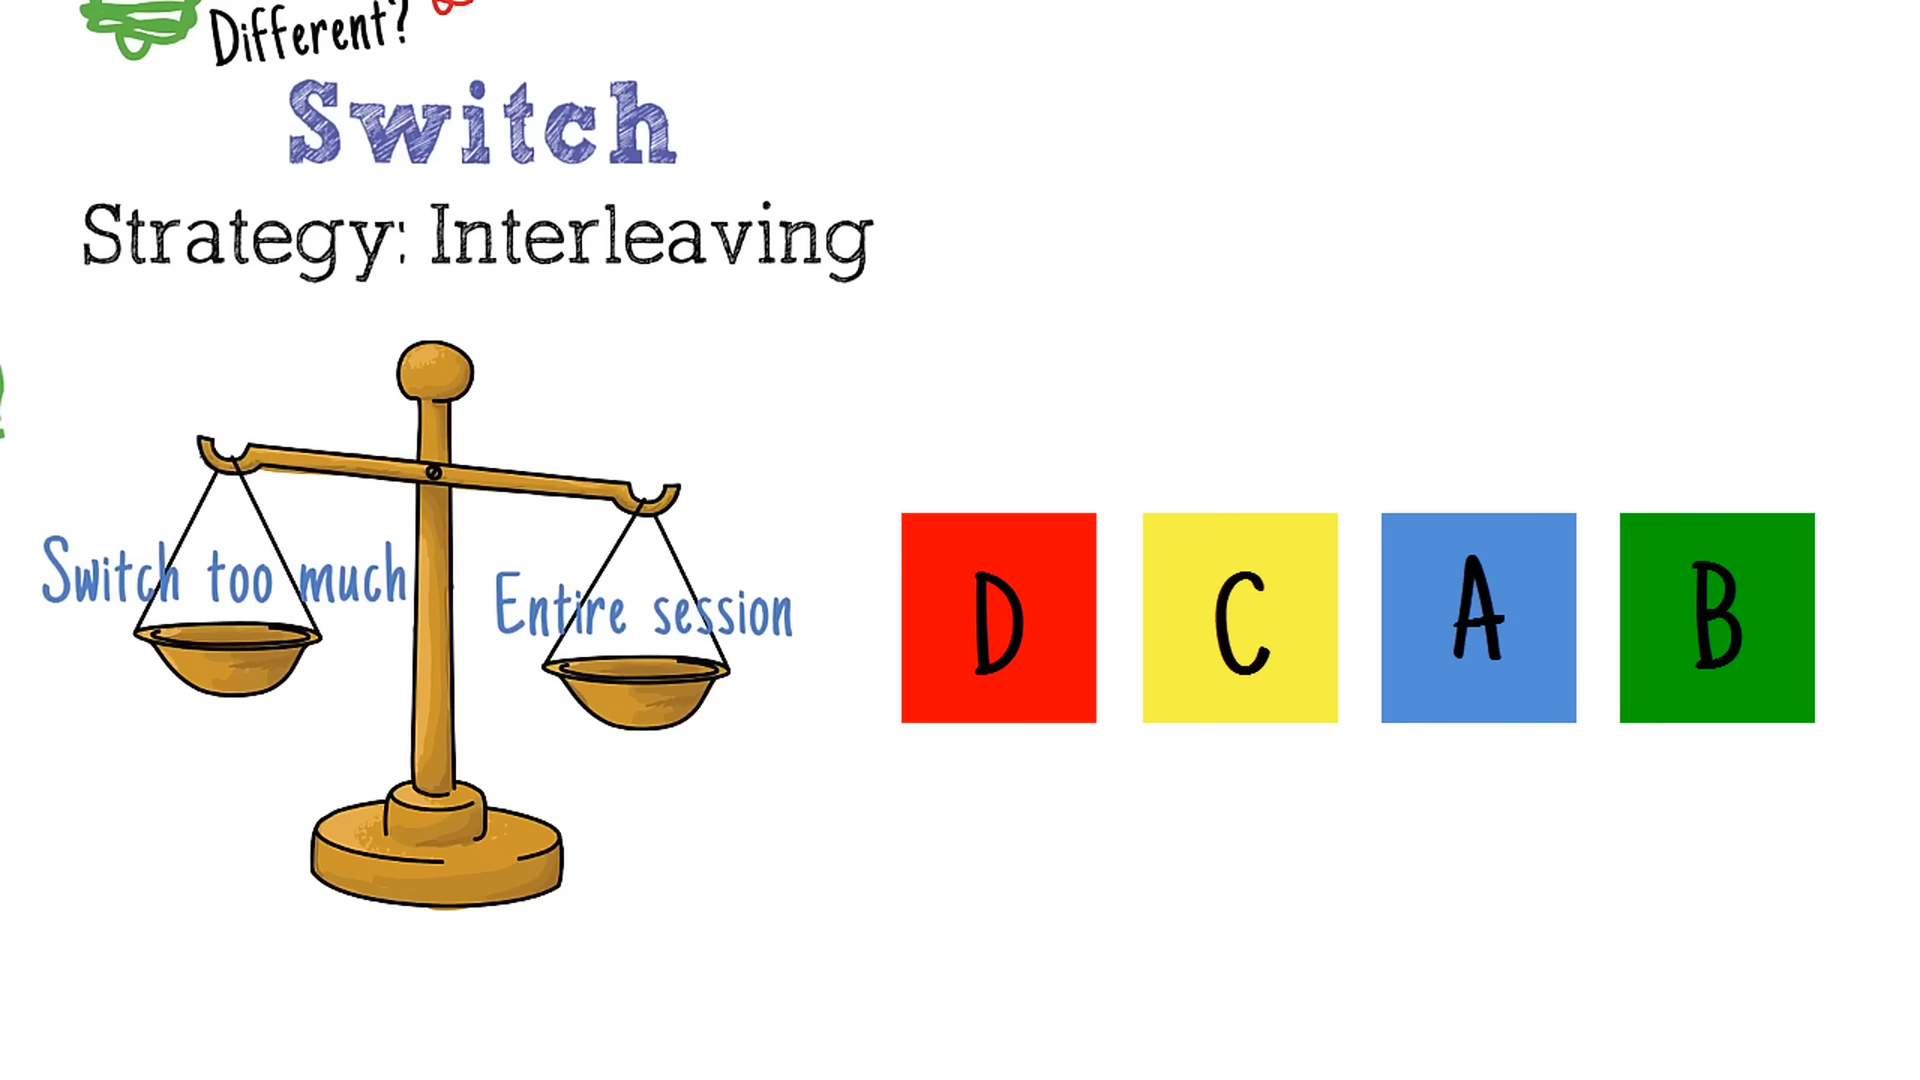 Different?
Switch
Strategy: Interleaving
Switch too much
Entire session
D C A B